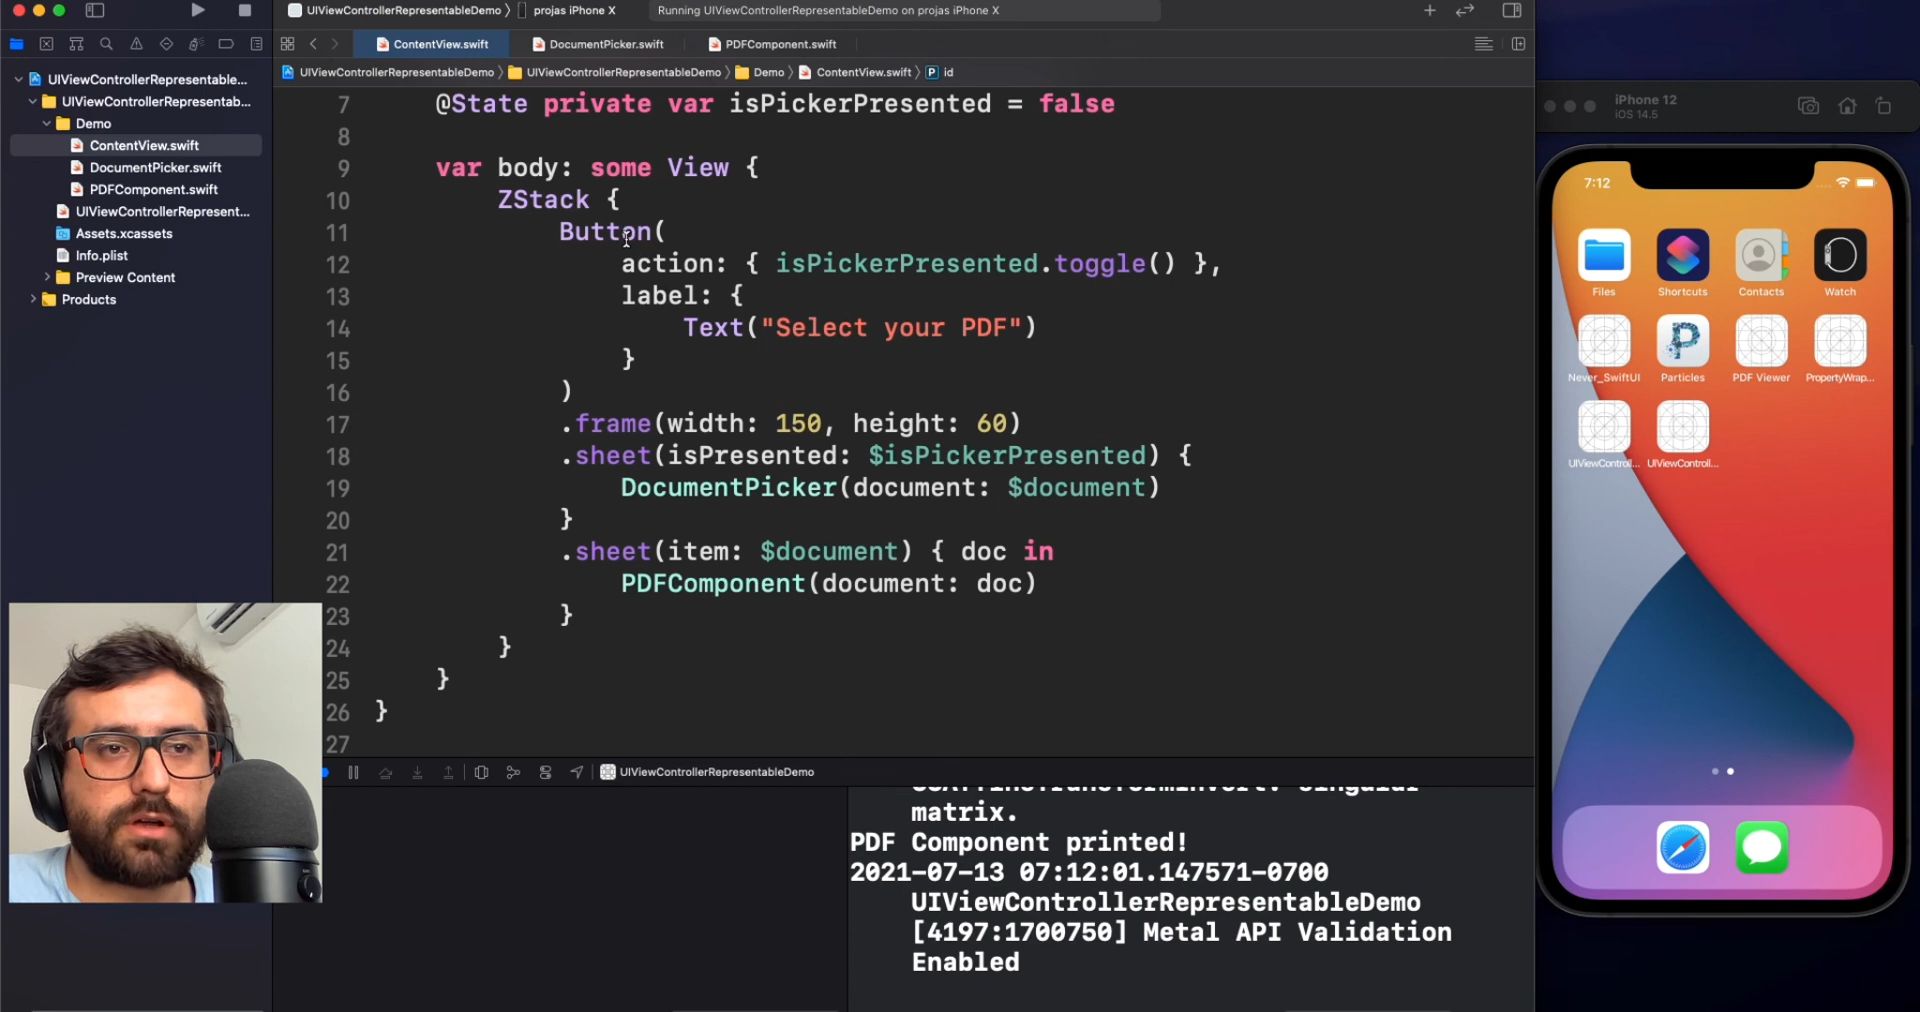 UIViewControllerRepresentableDemo 〉 projas iPhone X
Running UIViewControllerRepresentableDemo on projas iPhone X
ContentView.swift
DocumentPicker.swift
PDFComponent.swift
UIViewControllerRepresentableDemo 〉 UIViewControllerRepresentableDemo 〉 Demo 〉 ContentView.swift 〉 P id
UIViewControllerRepresentable...
UIViewControllerRepresentab...
Demo
ContentView.swift
DocumentPicker.swift
PDFComponent.swift
UIViewControllerRepresent...
Assets.xcassets
Info.plist
Preview Content
Products
7 @State private var isPickerPresented = false
8
9 var body: some View {
10 ZStack {
11 Button(
12 action: { isPickerPresented.toggle() },
13 label: {
14 Text("Select your PDF")
15 }
16 )
17 .frame(width: 150, height: 60)
18 .sheet(isPresented: $isPickerPresented) {
19 DocumentPicker(document: $document)
20 }
21 .sheet(item: $document) { doc in
22 PDFComponent(document: doc)
23 }
24 }
25 }
26 }
27
UIViewControllerRepresentableDemo
matrix.
PDF Component printed!
2021-07-13 07:12:01.147571-0700
UIViewControllerRepresentableDemo
[4197:1700750] Metal API Validation
Enabled
iPhone 12
iOS 14.5
7:12
Files
Shortcuts
Contacts
Watch
Never_SwiftUI
Particles
PDF Viewer
PropertyWrap...
UIViewControl...
UIViewControll...